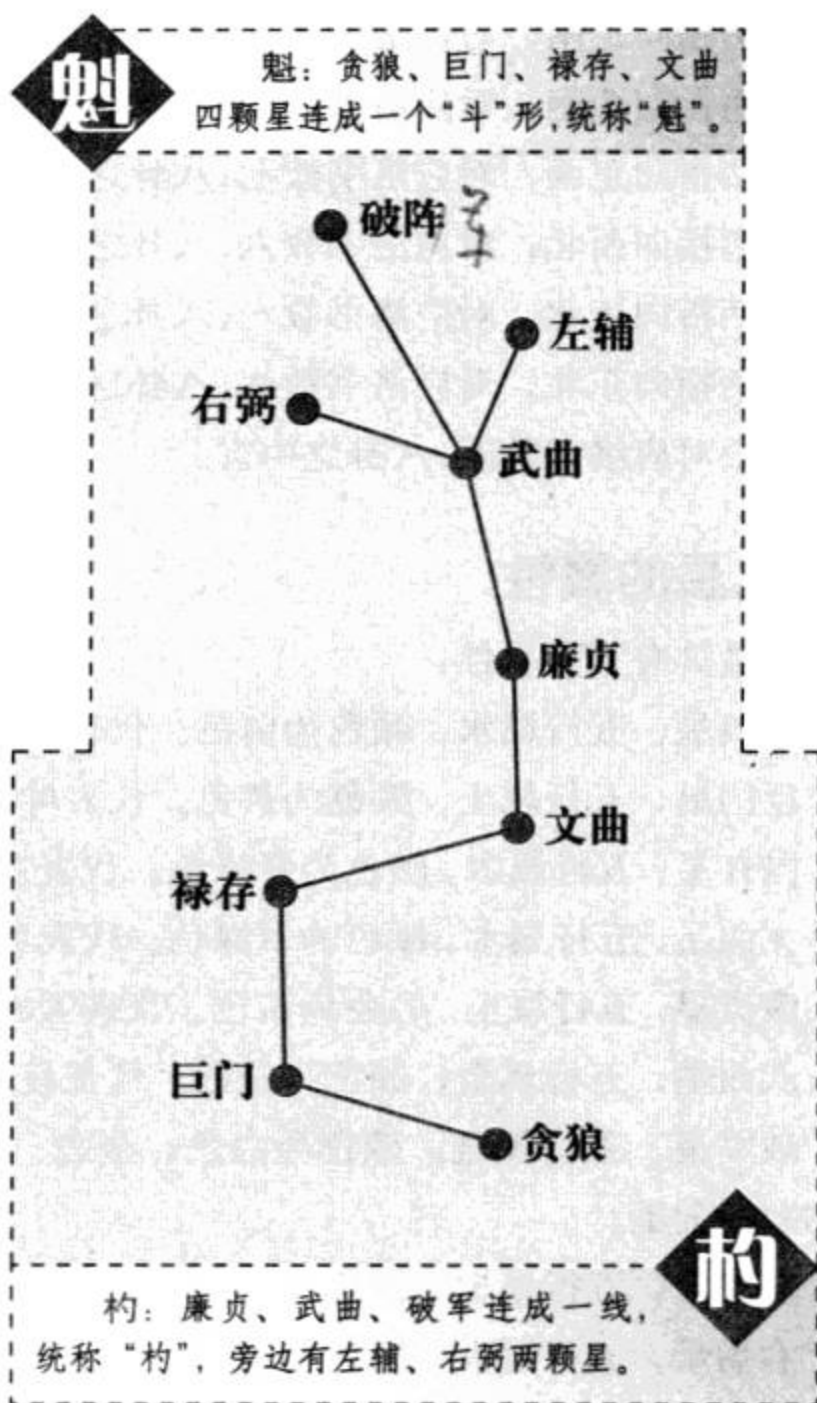 魁
魁：贪狼、巨门、禄存、文曲
四颗星连成一个“斗”形,统称“魁”。
破阵
左辅
右弼
武曲
廉贞
文曲
禄存
巨门
贪狼
杓
杓：廉贞、武曲、破军连成一线,
统称“杓”, 旁边有左辅、右弼两颗星。